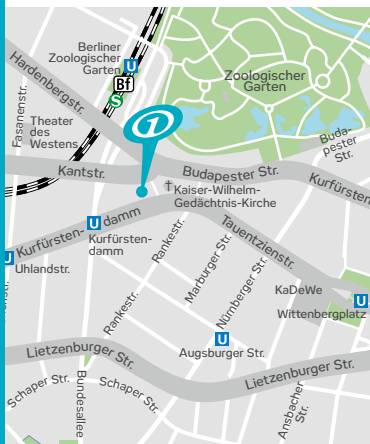 Berliner
Zoologischer
Garten
U
Bf
S
Hardenbergstr.
Fasanenstr.
Zoologischer
Garten
Theater
des
Westens
1
Buda-
pester
Str.
Kantstr.
Budapester Str.
Kurfürsten-
Kaiser-Wilhelm-
Gedächtnis-Kirche
Kurfürsten-
damm
U
Kurfürsten-
damm
U
Uhlandstr.
Rankestr.
Tauentzienstr.
Marburger Str.
Nürnberger Str.
KaDeWe
U
Wittenbergplatz
Rankestr.
U
Augsburger Str.
Lietzenburger Str.
Lietzenburger Str.
Schaper Str.
Bundesallee
Schaper Str.
Ansbacher
Str.